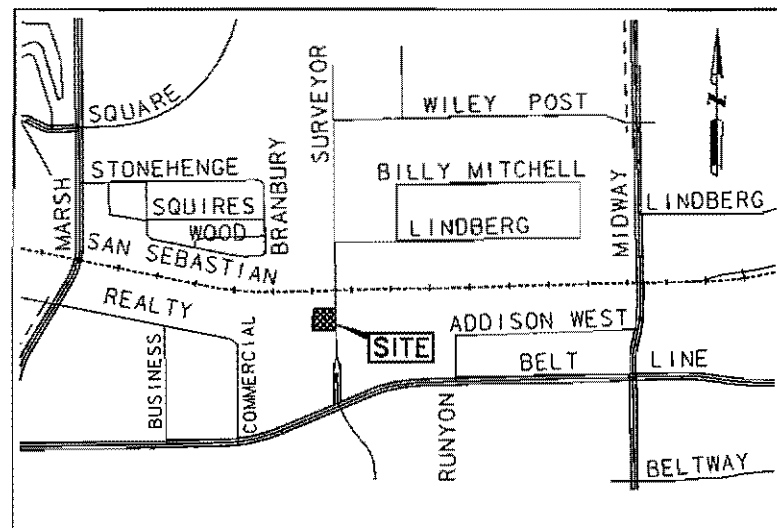 SQUARE
SURVEYOR
WILEY POST
N
STONEHENGE
BILLY MITCHELL
MARSH
SQUIRES
BRANBURY
MIDWAY
LINDBERG
WOOD
LINDBERG
SAN SEBASTIAN
REALTY
ADDISON WEST
SITE
BUSINESS
COMMERCIAL
BELT LINE
RUNYON
BELTWAY